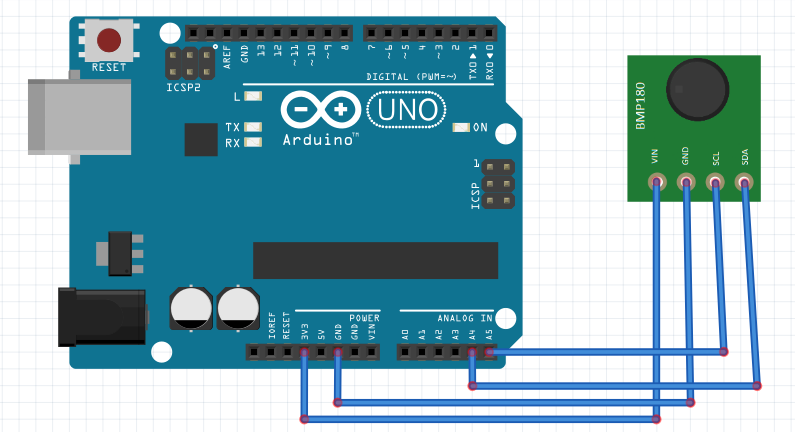 RESET
ICSP2
AREF
GND
13
12
~11
~10
~9
8
7
~6
~5
4
~3
2
TX0▶1
RX0◀0
DIGITAL (PWM=~)
L
TX
RX
UNO
Arduino™
ON
1
ICSP
BMP180
VIN
GND
SCL
SDA
POWER
ANALOG IN
IOREF
RESET
3V3
5V
GND
GND
VIN
A0
A1
A2
A3
A4
A5